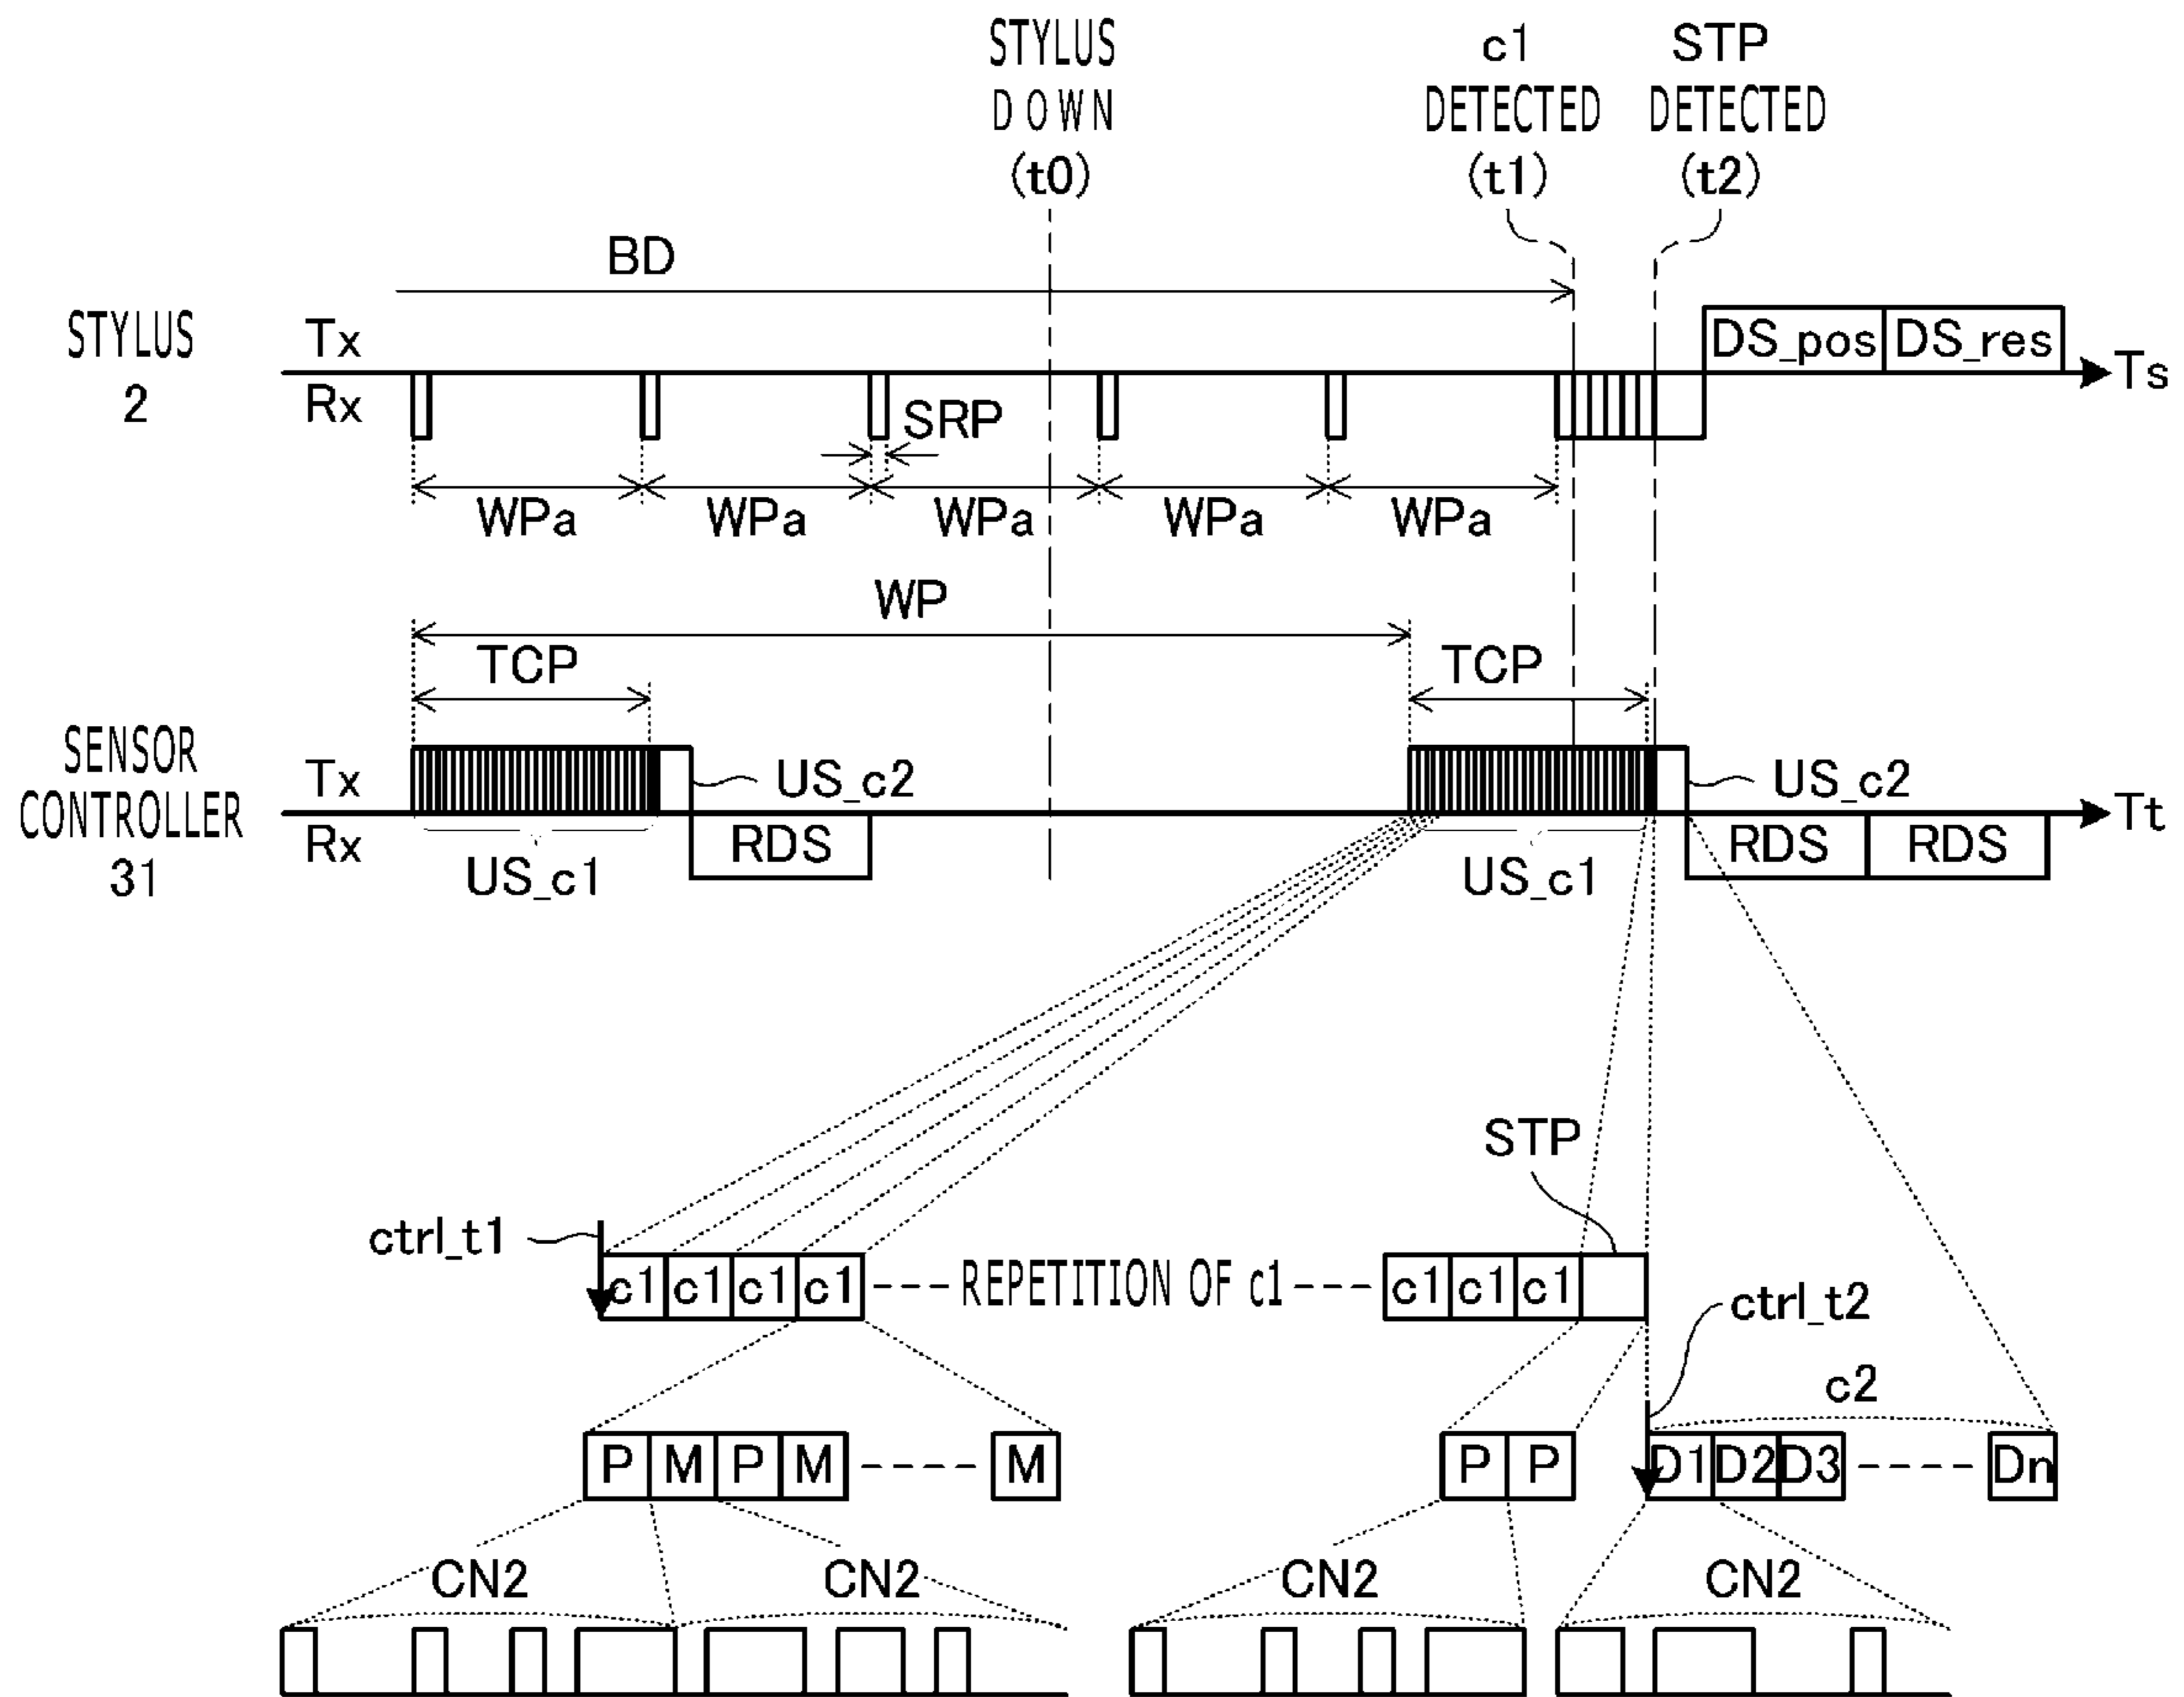 STYLUS
DOWN
(t0)
c1
DETECTED
(t1)
STP
DETECTED
(t2)
BD
STYLUS
2
Tx
Rx
DS_pos DS_res
Ts
SRP
WPa WPa WPa WPa WPa
WP
TCP TCP
SENSOR
CONTROLLER
31
Tx
Rx
US_c2 US_c2
Tt
RDS RDS RDS
US_c1 US_c1
STP
ctrl_t1
c1 c1 c1 c1 ---- REPETITION OF c1 ---- c1 c1 c1
ctrl_t2
c2
P M P M ---- M P P D1 D2 D3 ---- Dn
CN2 CN2 CN2 CN2